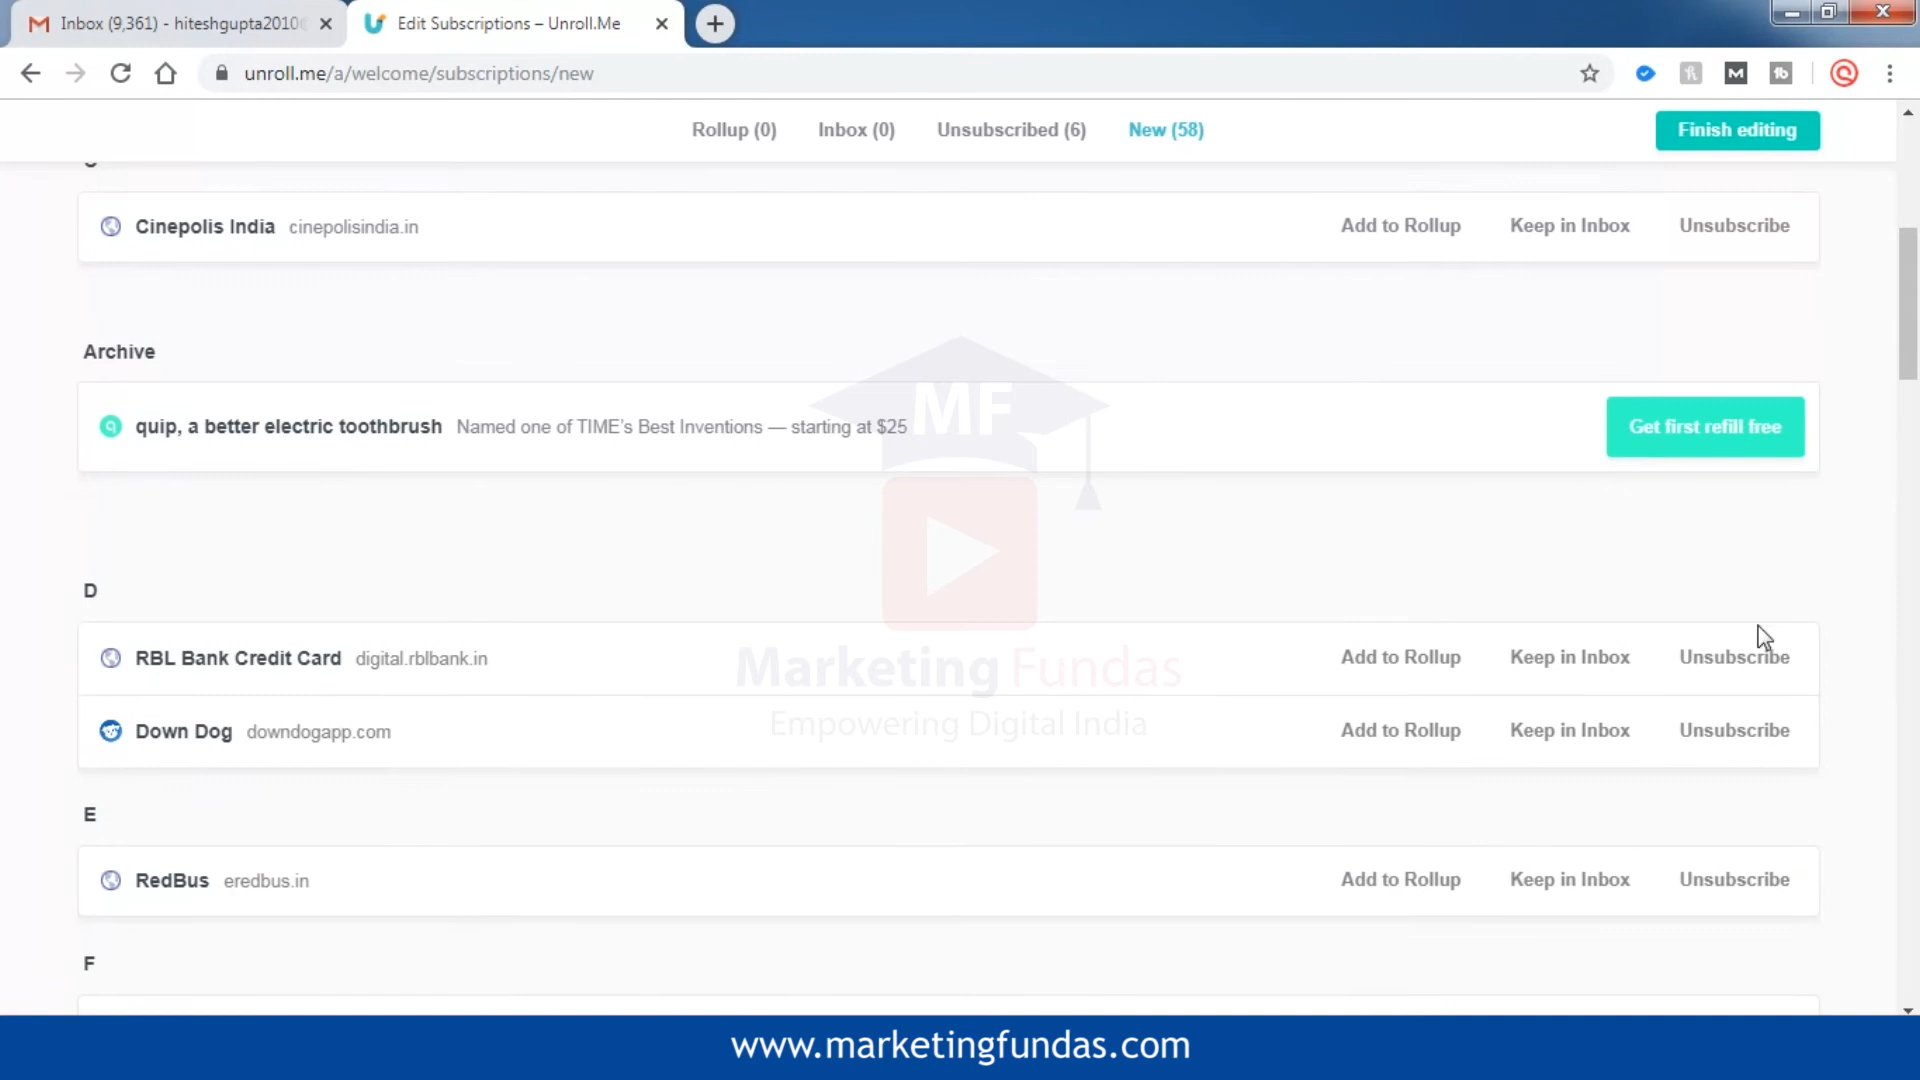 Inbox (9,361) - hiteshgupta2010
Edit Subscriptions – Unroll.Me
unroll.me/a/welcome/subscriptions/new
Rollup (0) Inbox (0) Unsubscribed (6) New (58) Finish editing
Cinepolis India cinepolisindia.in Add to Rollup Keep in Inbox Unsubscribe
Archive
quip, a better electric toothbrush Named one of TIME's Best Inventions — starting at $25 Get first refill free
MF
D
RBL Bank Credit Card digital.rblbank.in Add to Rollup Keep in Inbox Unsubscribe
Marketing Fundas
Down Dog downdogapp.com Add to Rollup Keep in Inbox Unsubscribe
Empowering Digital India
E
RedBus eredbus.in Add to Rollup Keep in Inbox Unsubscribe
F
www.marketingfundas.com